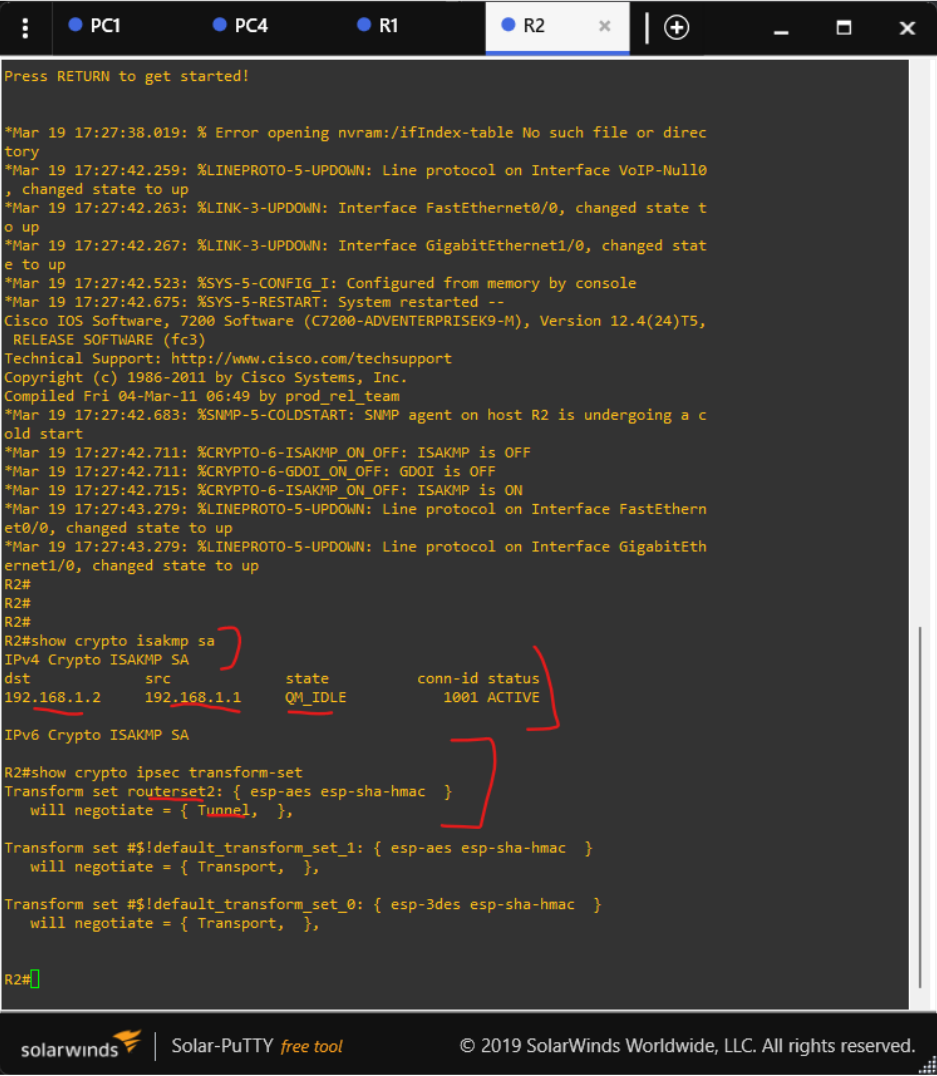 PC1 PC4 R1 R2
Press RETURN to get started!
*Mar 19 17:27:38.019: % Error opening nvram:/ifIndex-table No such file or direc
tory
*Mar 19 17:27:42.259: %LINEPROTO-5-UPDOWN: Line protocol on Interface VoIP-Null0
, changed state to up
*Mar 19 17:27:42.263: %LINK-3-UPDOWN: Interface FastEthernet0/0, changed state t
o up
*Mar 19 17:27:42.267: %LINK-3-UPDOWN: Interface GigabitEthernet1/0, changed stat
e to up
*Mar 19 17:27:42.523: %SYS-5-CONFIG_I: Configured from memory by console
*Mar 19 17:27:42.675: %SYS-5-RESTART: System restarted --
Cisco IOS Software, 7200 Software (C7200-ADVENTERPRISEK9-M), Version 12.4(24)T5,
 RELEASE SOFTWARE (fc3)
Technical Support: http://www.cisco.com/techsupport
Copyright (c) 1986-2011 by Cisco Systems, Inc.
Compiled Fri 04-Mar-11 06:49 by prod_rel_team
*Mar 19 17:27:42.683: %SNMP-5-COLDSTART: SNMP agent on host R2 is undergoing a c
old start
*Mar 19 17:27:42.711: %CRYPTO-6-ISAKMP_ON_OFF: ISAKMP is OFF
*Mar 19 17:27:42.711: %CRYPTO-6-GDOI_ON_OFF: GDOI is OFF
*Mar 19 17:27:42.715: %CRYPTO-6-ISAKMP_ON_OFF: ISAKMP is ON
*Mar 19 17:27:43.279: %LINEPROTO-5-UPDOWN: Line protocol on Interface FastEthern
et0/0, changed state to up
*Mar 19 17:27:43.279: %LINEPROTO-5-UPDOWN: Line protocol on Interface GigabitEth
ernet1/0, changed state to up
R2#
R2#
R2#
R2#show crypto isakmp sa
IPv4 Crypto ISAKMP SA
dst src state conn-id status
192.168.1.2 192.168.1.1 QM_IDLE 1001 ACTIVE
IPv6 Crypto ISAKMP SA
R2#show crypto ipsec transform-set
Transform set routerset2: { esp-aes esp-sha-hmac  }
   will negotiate = { Tunnel,  },
Transform set #$!default_transform_set_1: { esp-aes esp-sha-hmac  }
   will negotiate = { Transport,  },
Transform set #$!default_transform_set_0: { esp-3des esp-sha-hmac  }
   will negotiate = { Transport,  },
R2#
solarwinds Solar-PuTTY free tool © 2019 SolarWinds Worldwide, LLC. All rights reserved.